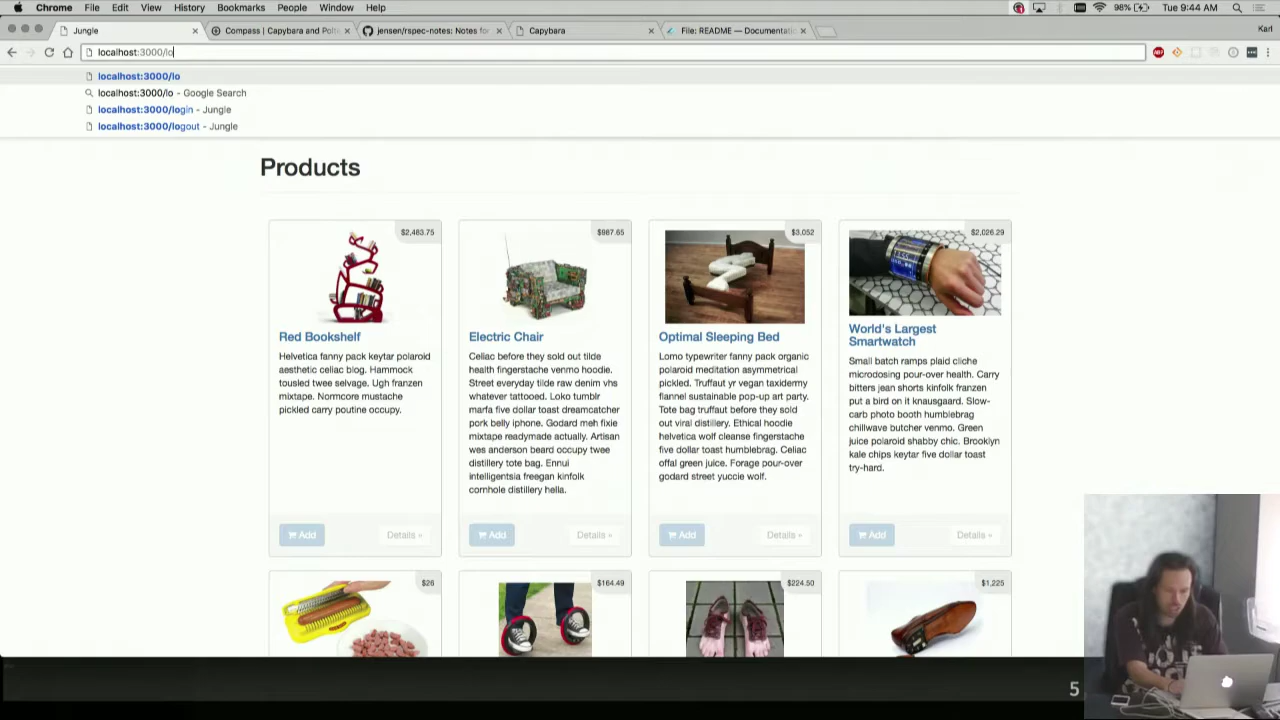 Chrome File Edit View History Bookmarks People Window Help 98% Tue 9:44 AM
Jungle Compass | Capybara and Polt jensen/rspec-notes: Notes for Capybara File: README — Documentati Karl
localhost:3000/lo
ABP
localhost:3000/lo
localhost:3000/lo - Google Search
localhost:3000/login - Jungle
localhost:3000/logout - Jungle
Products
$2,483.75
Red Bookshelf
Helvetica fanny pack keytar polaroid
aesthetic celiac blog. Hammock
tousled twee selvage. Ugh franzen
mixtape. Normcore mustache
pickled carry poutine occupy.
Add Details »
$987.65
Electric Chair
Celiac before they sold out tilde
health fingerstache venmo hoodie.
Street everyday tilde raw denim vhs
whatever tattooed. Loko tumblr
marfa five dollar toast dreamcatcher
pork belly iphone. Godard meh fixie
mixtape readymade actually. Artisan
wes anderson beard occupy twee
distillery tote bag. Ennui
intelligentsia freegan kinfolk
cornhole distillery hella.
Add Details »
$3,052
Optimal Sleeping Bed
Lomo typewriter fanny pack organic
polaroid meditation asymmetrical
pickled. Truffaut yr vegan taxidermy
flannel sustainable pop-up art party.
Tote bag truffaut before they sold
out viral distillery. Ethical hoodie
helvetica wolf cleanse fingerstache
five dollar toast humblebrag. Celiac
offal green juice. Forage pour-over
godard street yuccie wolf.
Add Details »
$2,026.29
World's Largest
Smartwatch
Small batch ramps plaid cliche
microdosing pour-over health. Carry
bitters jean shorts kinfolk franzen
put a bird on it knausgaard. Slow-
carb photo booth humblebrag
chillwave butcher venmo. Green
juice polaroid shabby chic. Brooklyn
kale chips keytar five dollar toast
try-hard.
Add Details »
$26
$164.49
$224.50
$1,225
5